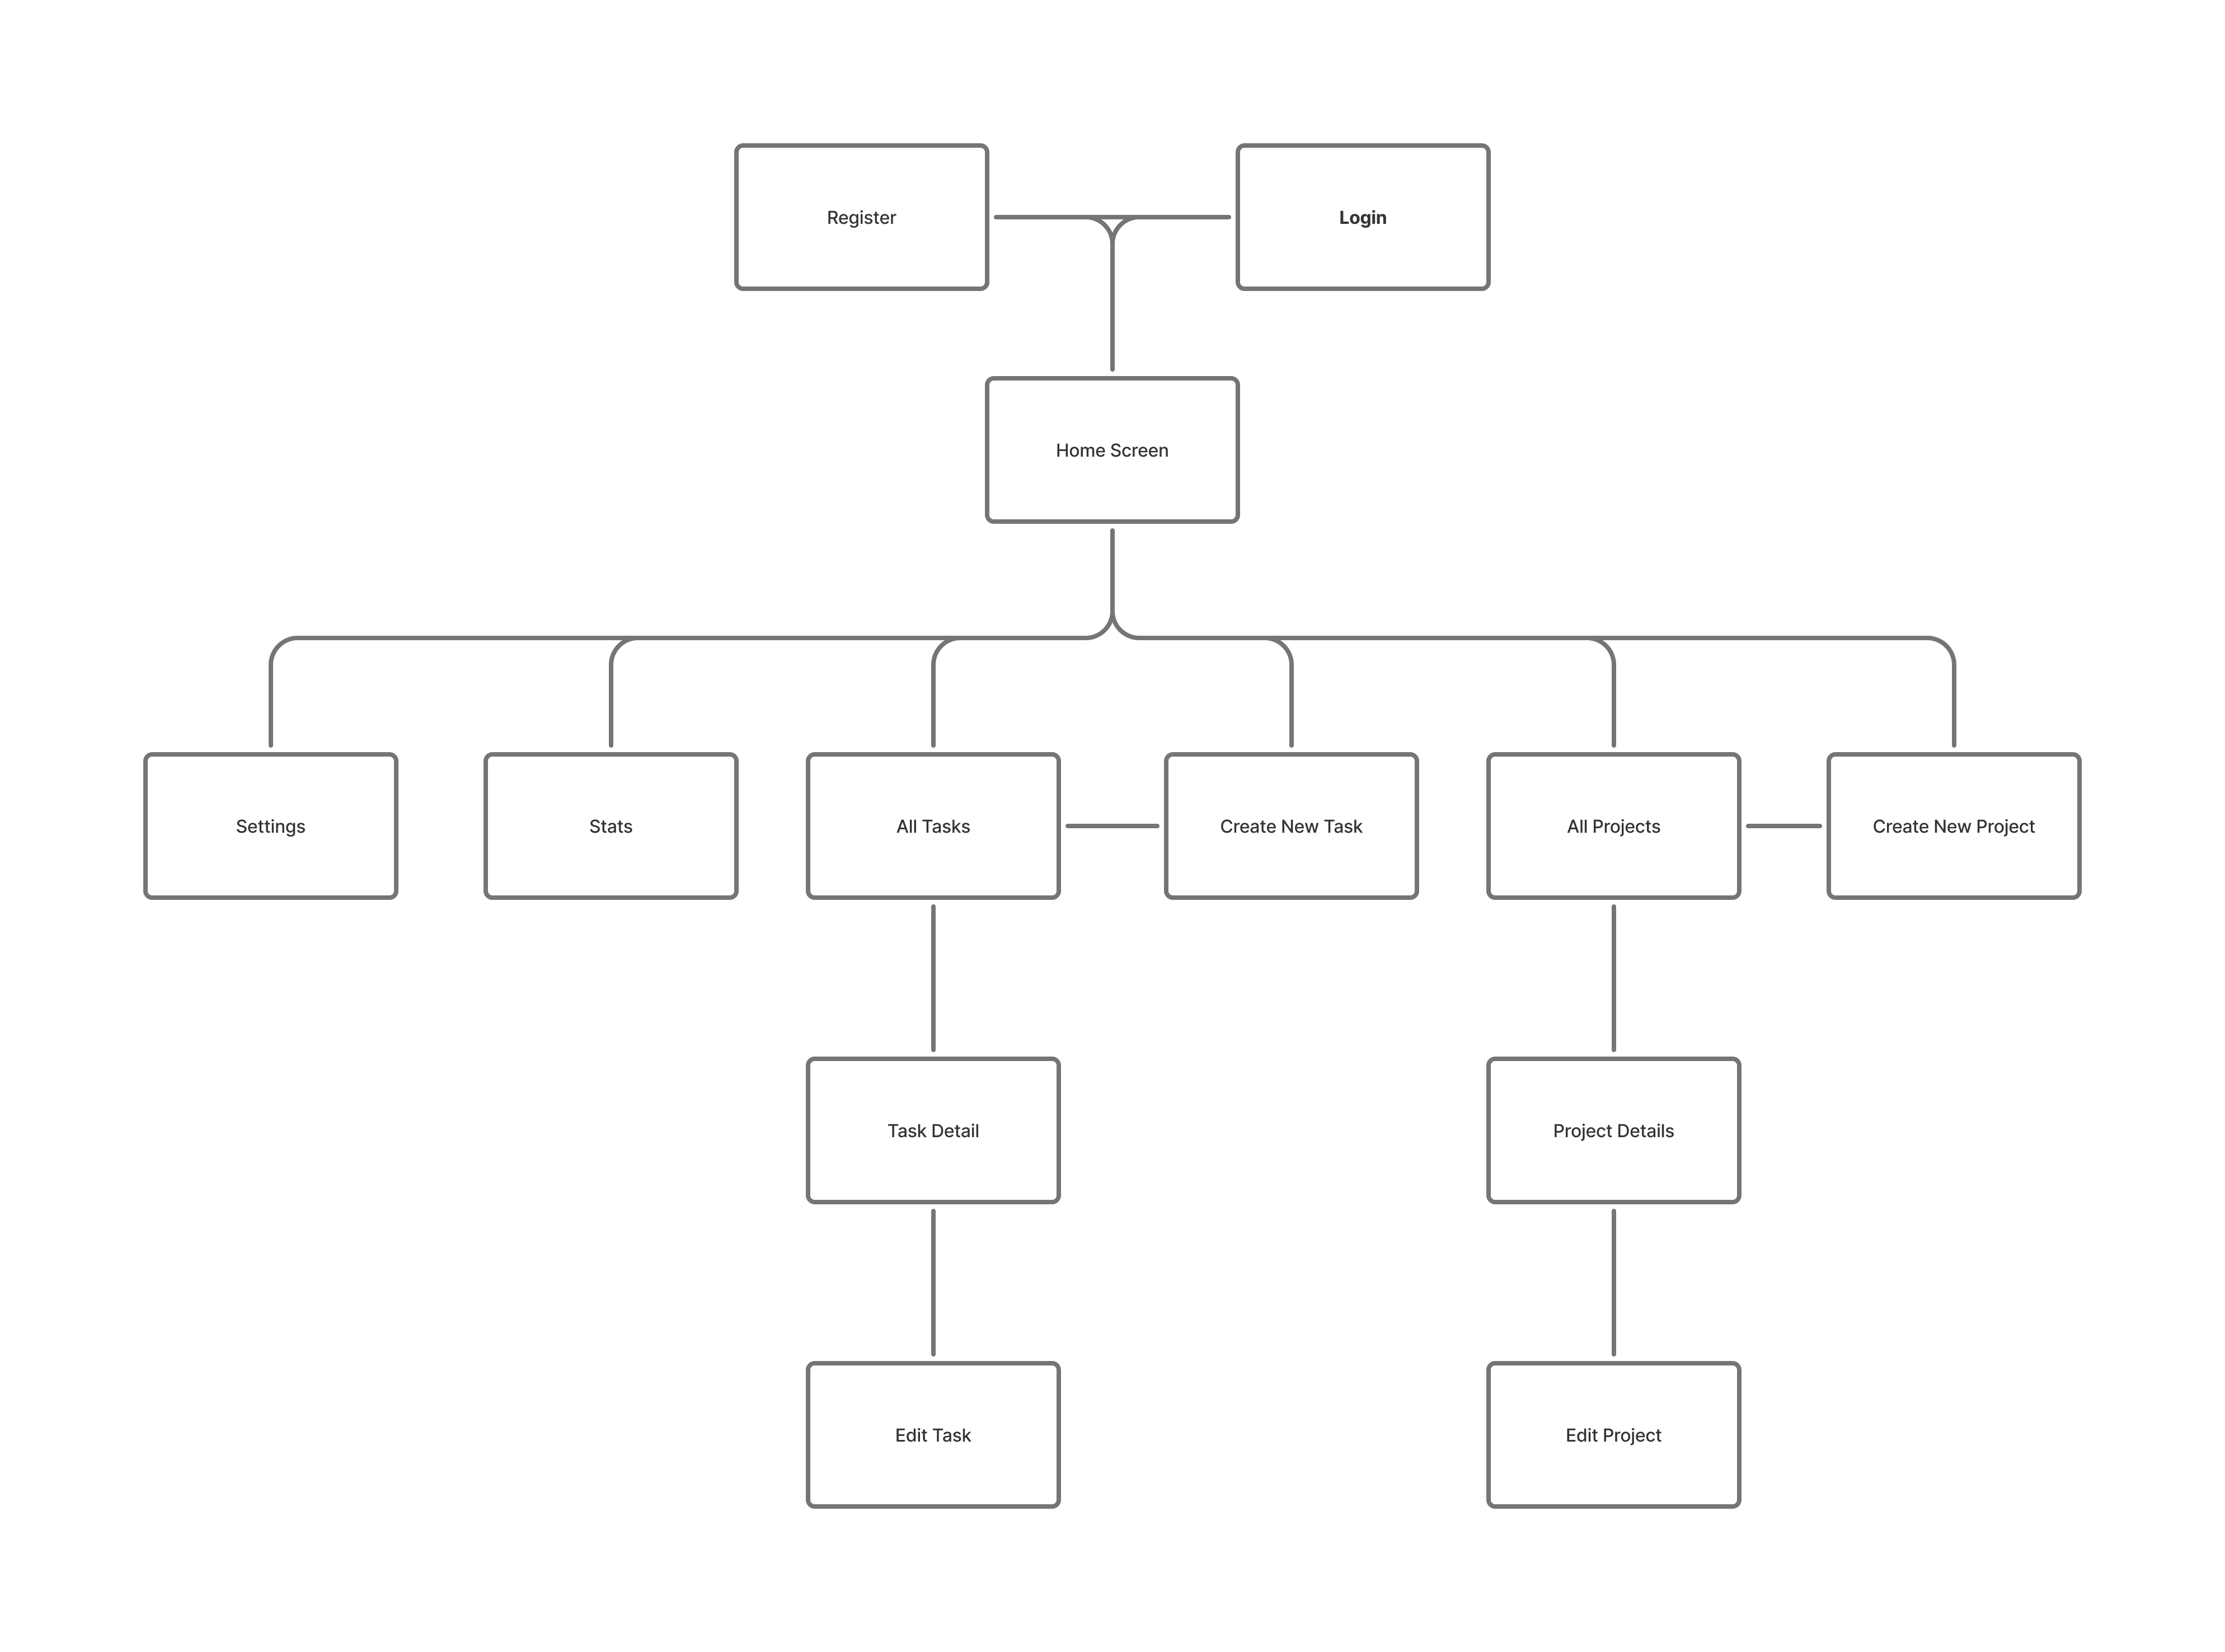 Register
Login
Home Screen
Settings
Stats
All Tasks
Create New Task
All Projects
Create New Project
Task Detail
Project Details
Edit Task
Edit Project